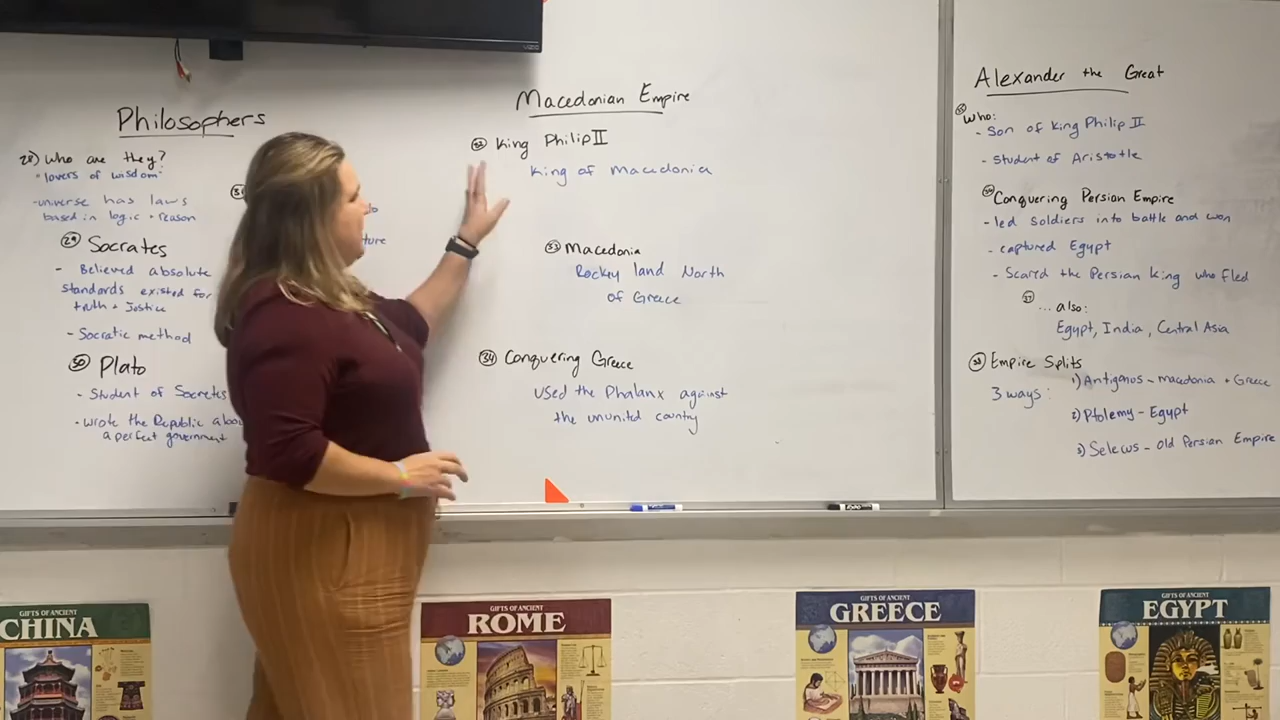 VIZIO
Philosophers
28) Who are they?
"lovers of wisdom"
-universe has laws
based in logic + reason
29 Socrates
- Believed absolute
standards existed for
truth + Justice
- Socratic method
30 Plato
- Student of Socrates
- wrote the Republic
a perfect government
31
Macedonian Empire
King Philip II
King of Macedonia
33 Macedonia
Rocky land North
of Greece
34 Conquering Greece
used the Phalanx against
the ununited country
Alexander the Great
35 Who:
- Son of King Philip II
- Student of Aristotle
Conquering Persian Empire
- led soldiers into battle and won
- captured Egypt
- Scared the Persian King who fled
37 ...also:
Egypt, India, Central Asia
Empire Splits
3 ways:
1) Antigonos - macedonia + Greece
2) Ptolemy - Egypt
3) Selecus - Old Persian Empire
EXPO
GIFTS OF ANCIENT
CHINA
GIFTS OF ANCIENT
ROME
GIFTS OF ANCIENT
GREECE
GIFTS OF ANCIENT
EGYPT